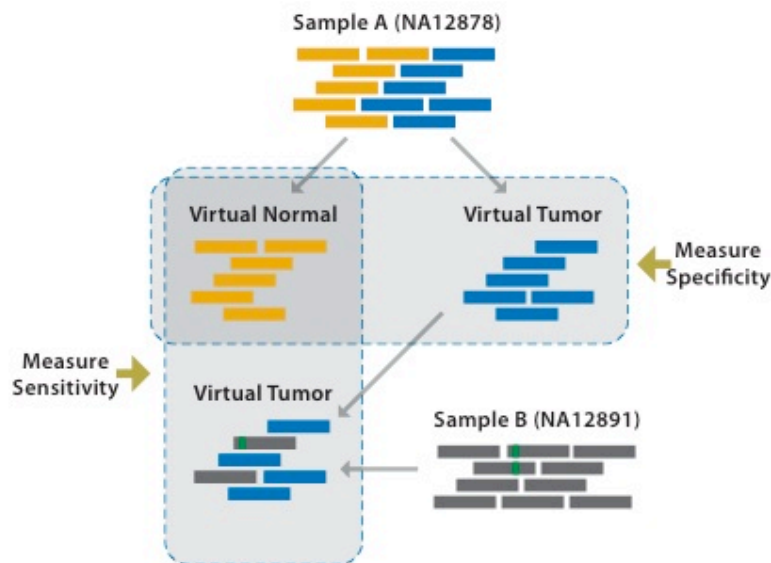 Sample A (NA12878)
Virtual Normal
Virtual Tumor
Measure
Specificity
Measure
Sensitivity
Virtual Tumor
Sample B (NA12891)